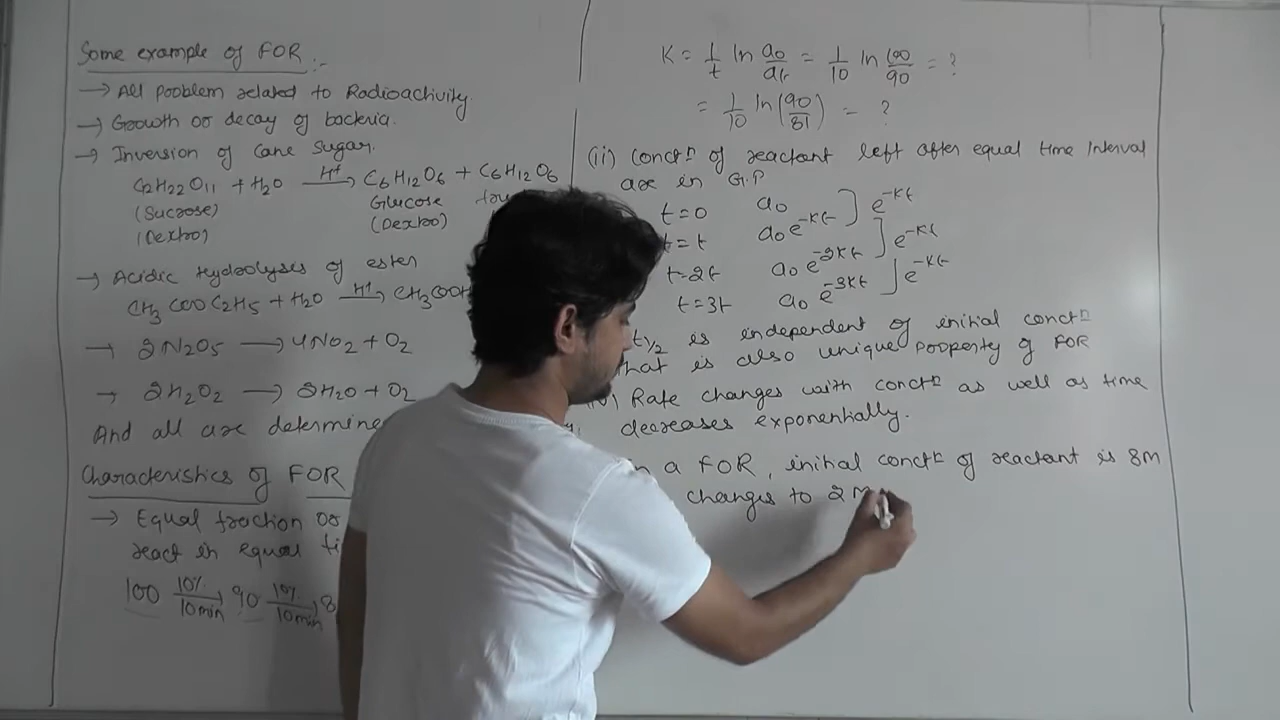 Some example of FOR :-
→ All problem related to Radioactivity.
→ Growth or decay of bacteria.
→ Inversion of Cane Sugar.
C12H22O11 + H2O H+→ C6H12O6 + C6H12O6
(Sucrose) Glucose
(Dextro) (Dextro)
→ Acidic Hydrolyses of ester
CH3COOC2H5 + H2O H+→ CH3COOH
→ 2N2O5 → 4NO2 + O2
→ 2H2O2 → 2H2O + O2
And all are determine
Characteristics of FOR
→ Equal fraction or
react in equal
100 10%/10min→ 90 10%/10min→ 8
K = 1/t ln a0/at = 1/10 ln 100/90 = ?
= 1/10 ln(90/81) = ?
(ii) Concn of reactant left after equal time interval
are in G.P
t=0 a0 ] e^-Kt
t=t a0e^-Kt ] e^-Kt
t=2t a0e^-2Kt ] e^-Kt
t=3t a0e^-3Kt
t1/2 is independent of initial concn
that is also unique property of FOR
Rate changes with concn as well as time
decreases exponentially.
a FOR, initial concn of reactant is 8M
changes to 2M